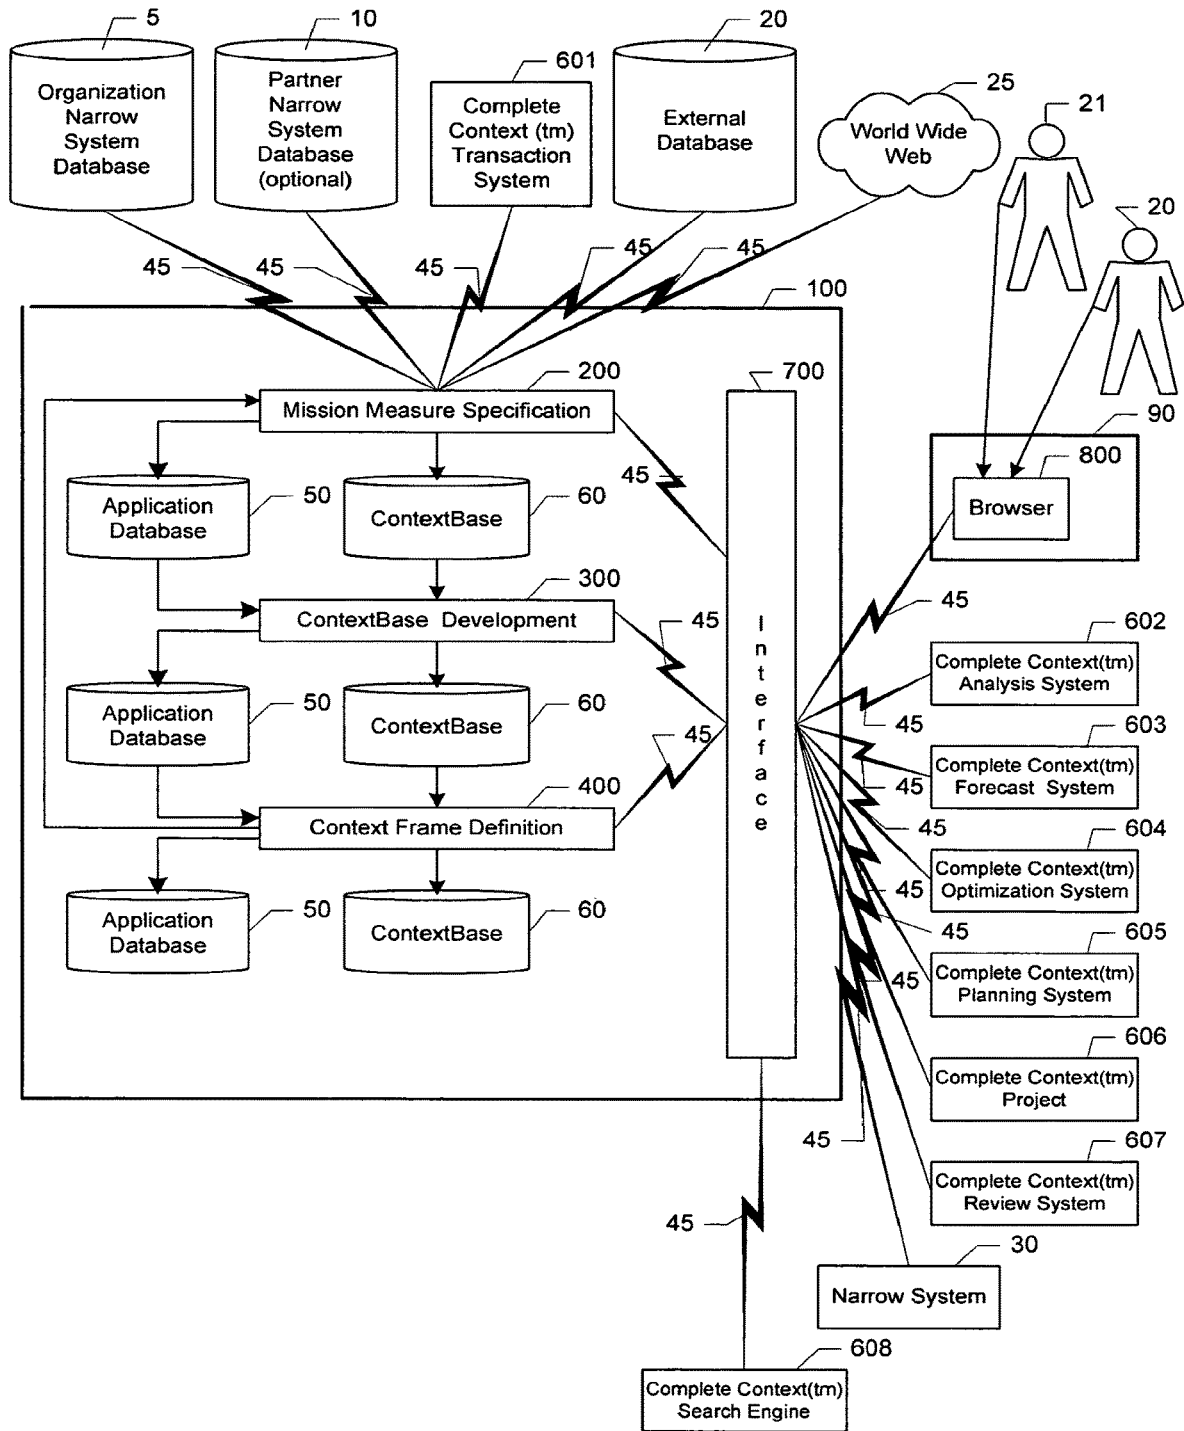 5
10
20
601
25
21
20
Organization
Narrow
System
Database
Partner
Narrow
System
Database
(optional)
Complete
Context (tm)
Transaction
System
External
Database
World Wide
Web
45
45
45
45
45
100
200
700
Mission Measure Specification
90
800
Browser
45
Application
Database
50
ContextBase
60
45
300
ContextBase Development
45
602
Complete Context(tm)
Analysis System
45
Application
Database
50
ContextBase
60
45
603
Complete Context(tm)
Forecast System
45
Interface
400
Context Frame Definition
45
604
Complete Context(tm)
Optimization System
45
Application
Database
50
ContextBase
60
45
605
Complete Context(tm)
Planning System
45
606
Complete Context(tm)
Project
45
607
Complete Context(tm)
Review System
45
30
Narrow System
608
Complete Context(tm)
Search Engine